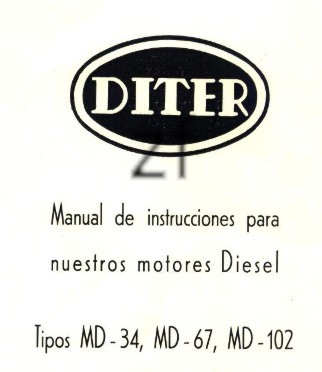 DITER
Manual de instrucciones para
nuestros motores Diesel
Tipos MD-34, MD-67, MD-102